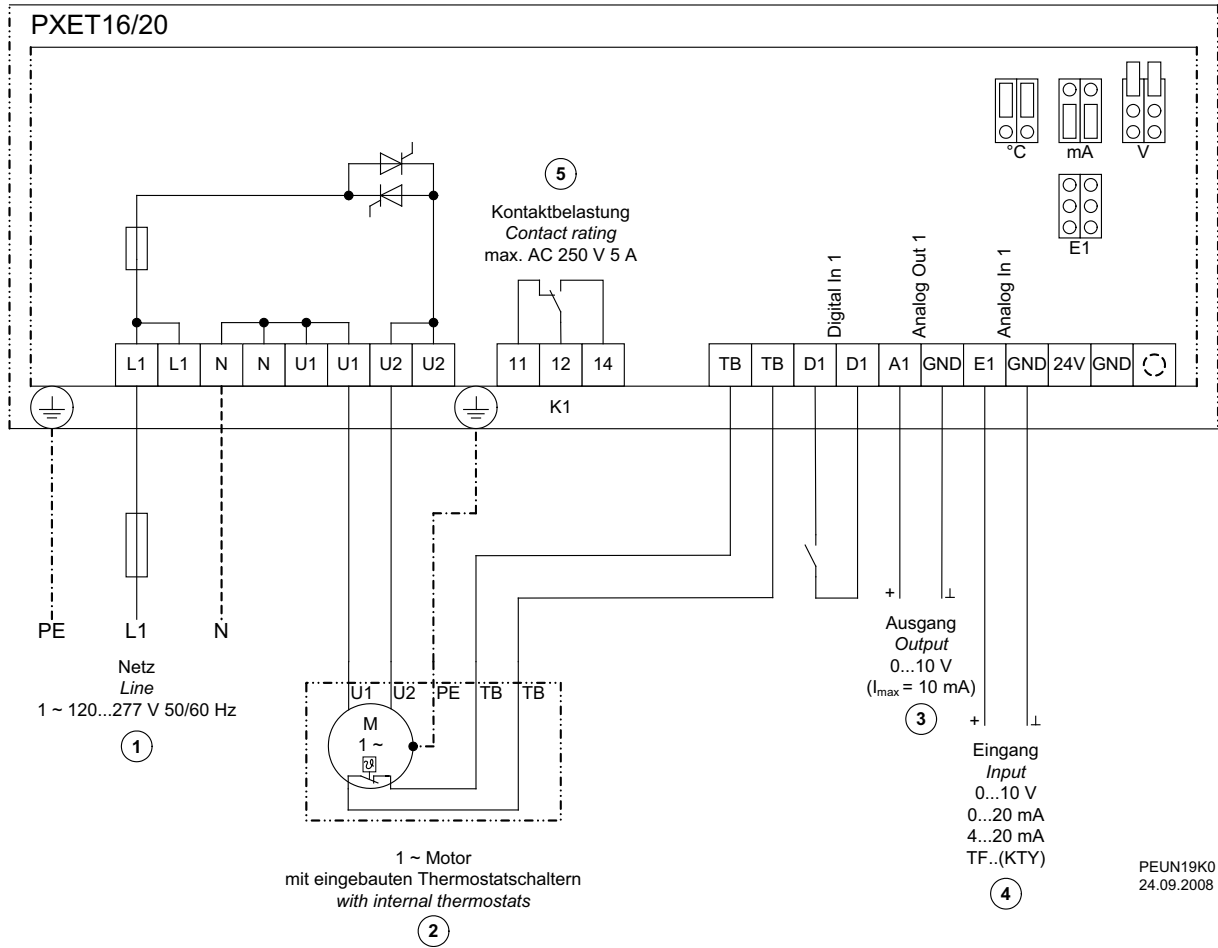 PXET16/20
°C
mA
V
E1
5
Kontaktbelastung
Contact rating
max. AC 250 V 5 A
Digital In 1
Analog Out 1
Analog In 1
L1 L1 N N U1 U1 U2 U2
11 12 14
TB TB D1 D1 A1 GND E1 GND 24V GND
K1
PE
L1
N
Netz
Line
1 ~ 120...277 V 50/60 Hz
1
U1 U2 PE TB TB
M
1 ~
ϑ
1 ~ Motor
mit eingebauten Thermostatschaltern
with internal thermostats
2
+ ⊥
Ausgang
Output
0...10 V
(Imax = 10 mA)
3
+ ⊥
Eingang
Input
0...10 V
0...20 mA
4...20 mA
TF..(KTY)
4
PEUN19K0
24.09.2008